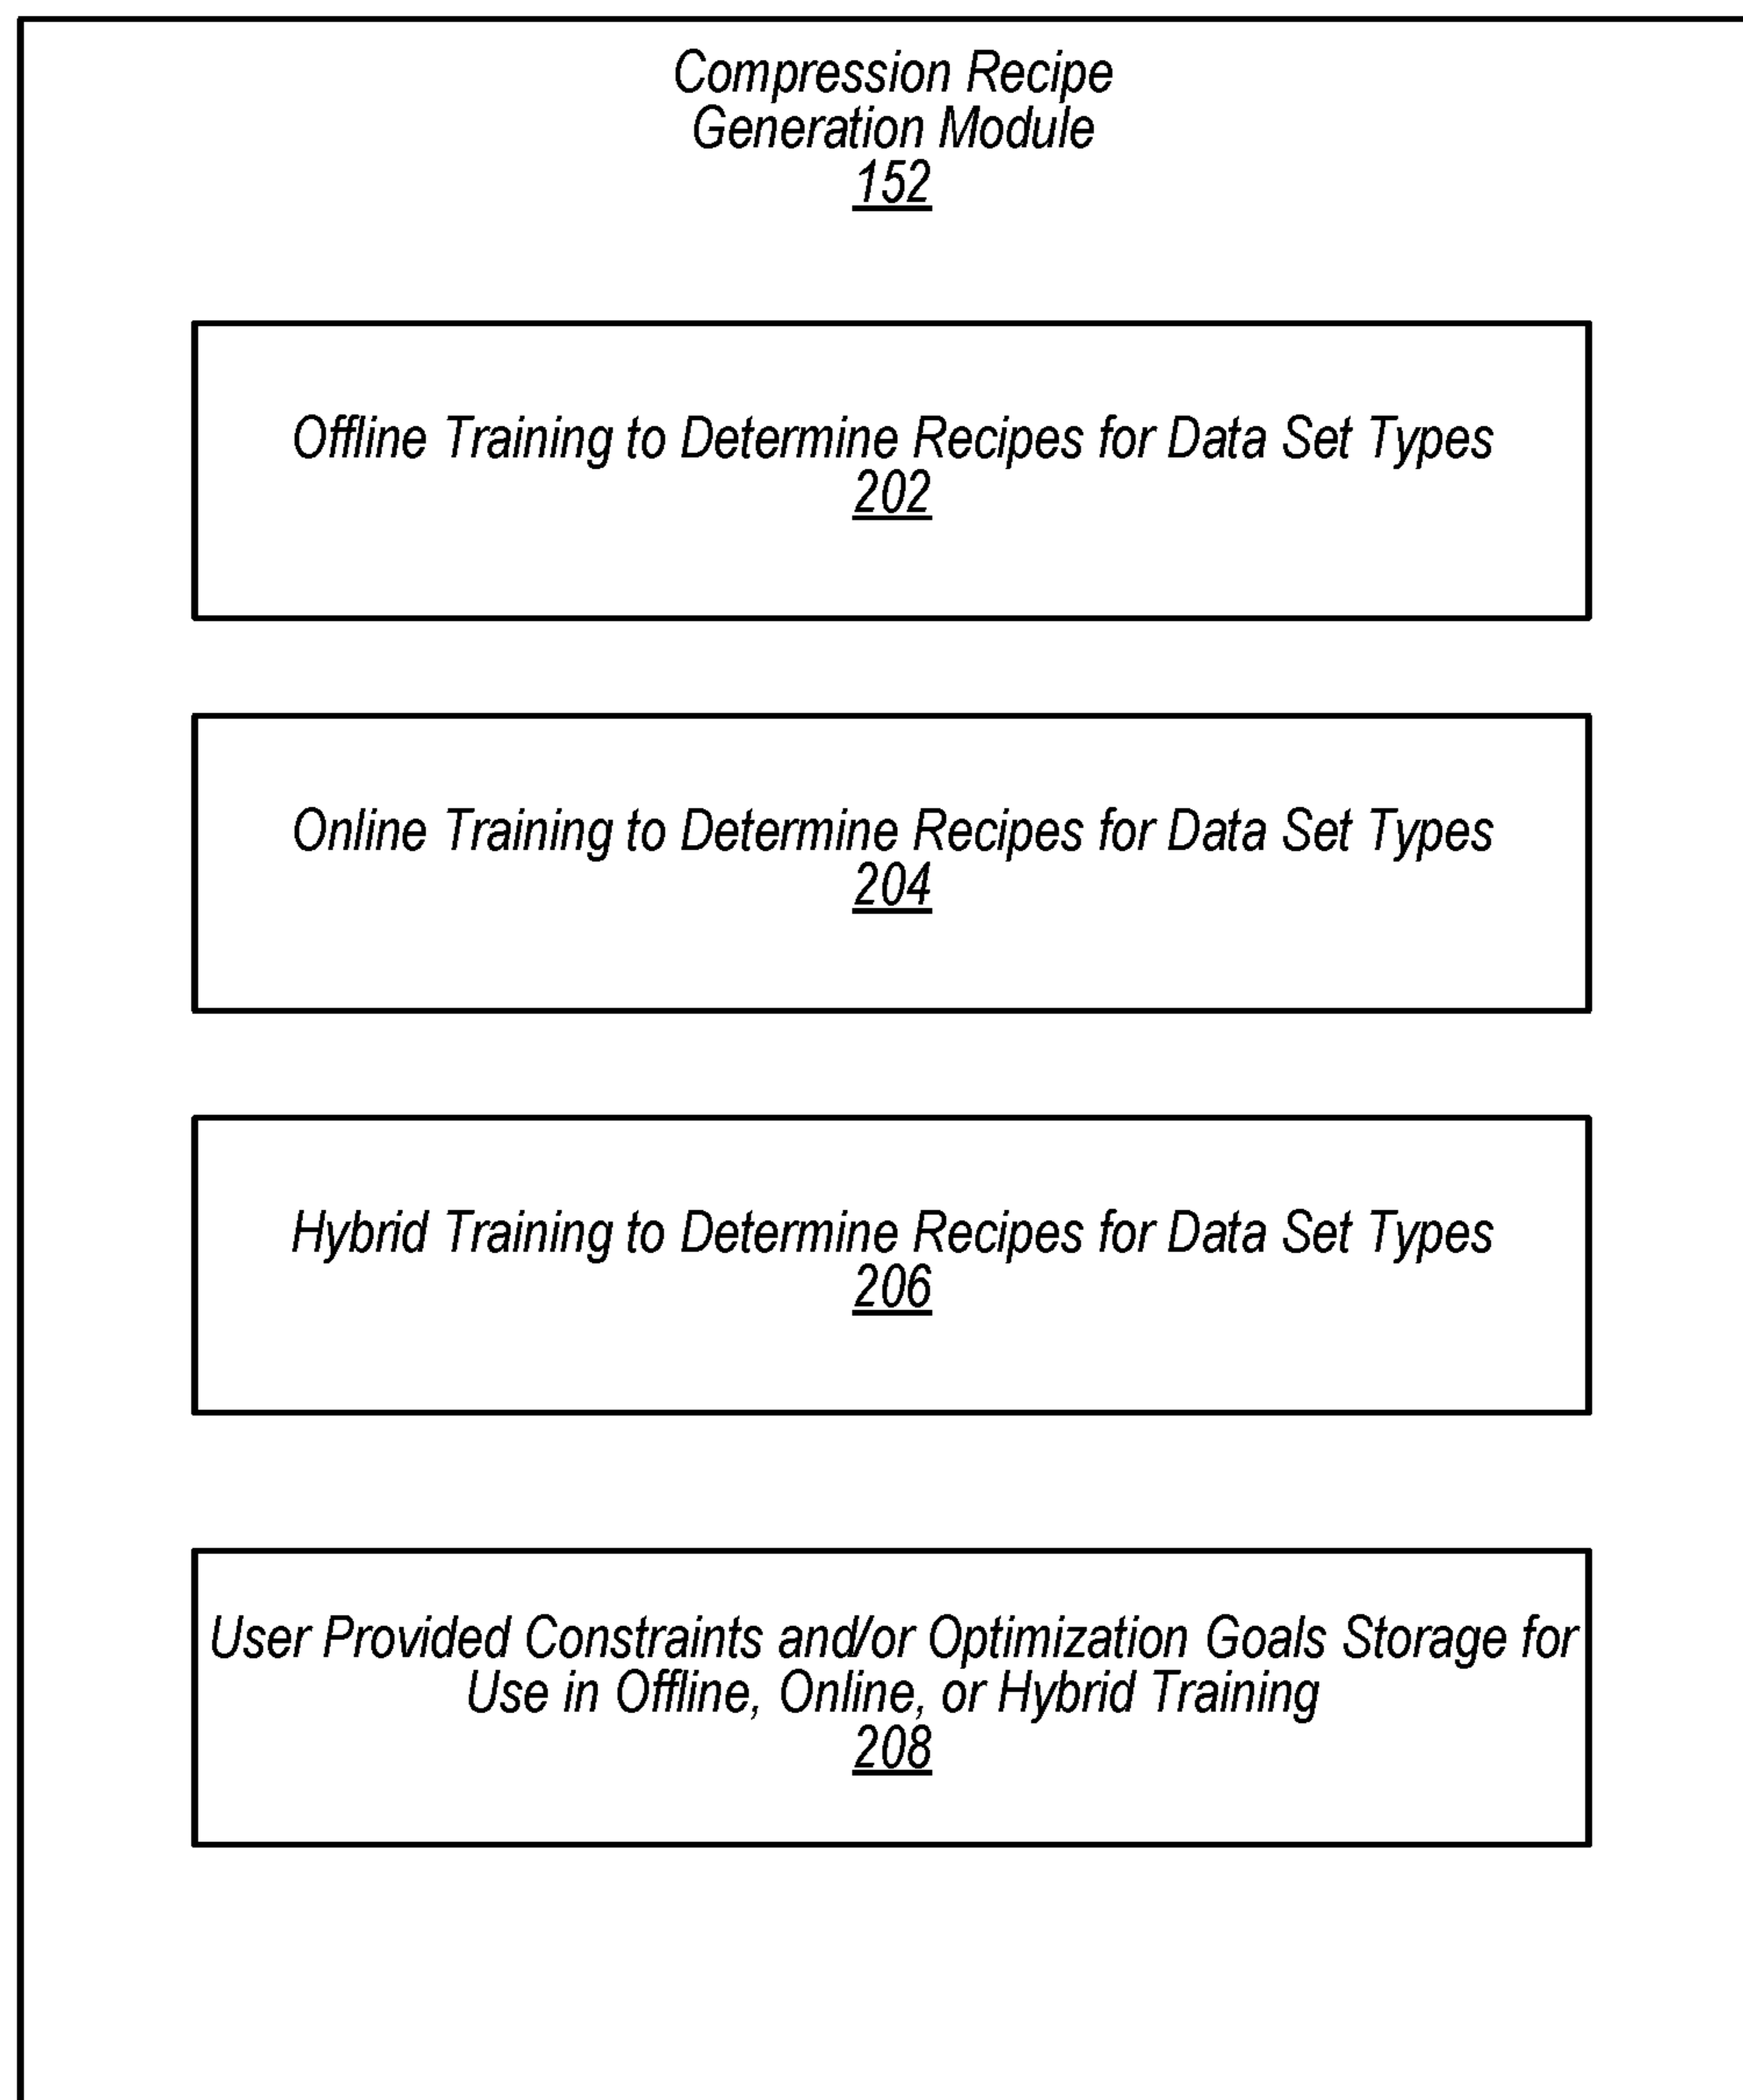 Compression Recipe
Generation Module
152
Offline Training to Determine Recipes for Data Set Types
202
Online Training to Determine Recipes for Data Set Types
204
Hybrid Training to Determine Recipes for Data Set Types
206
User Provided Constraints and/or Optimization Goals Storage for
Use in Offline, Online, or Hybrid Training
208